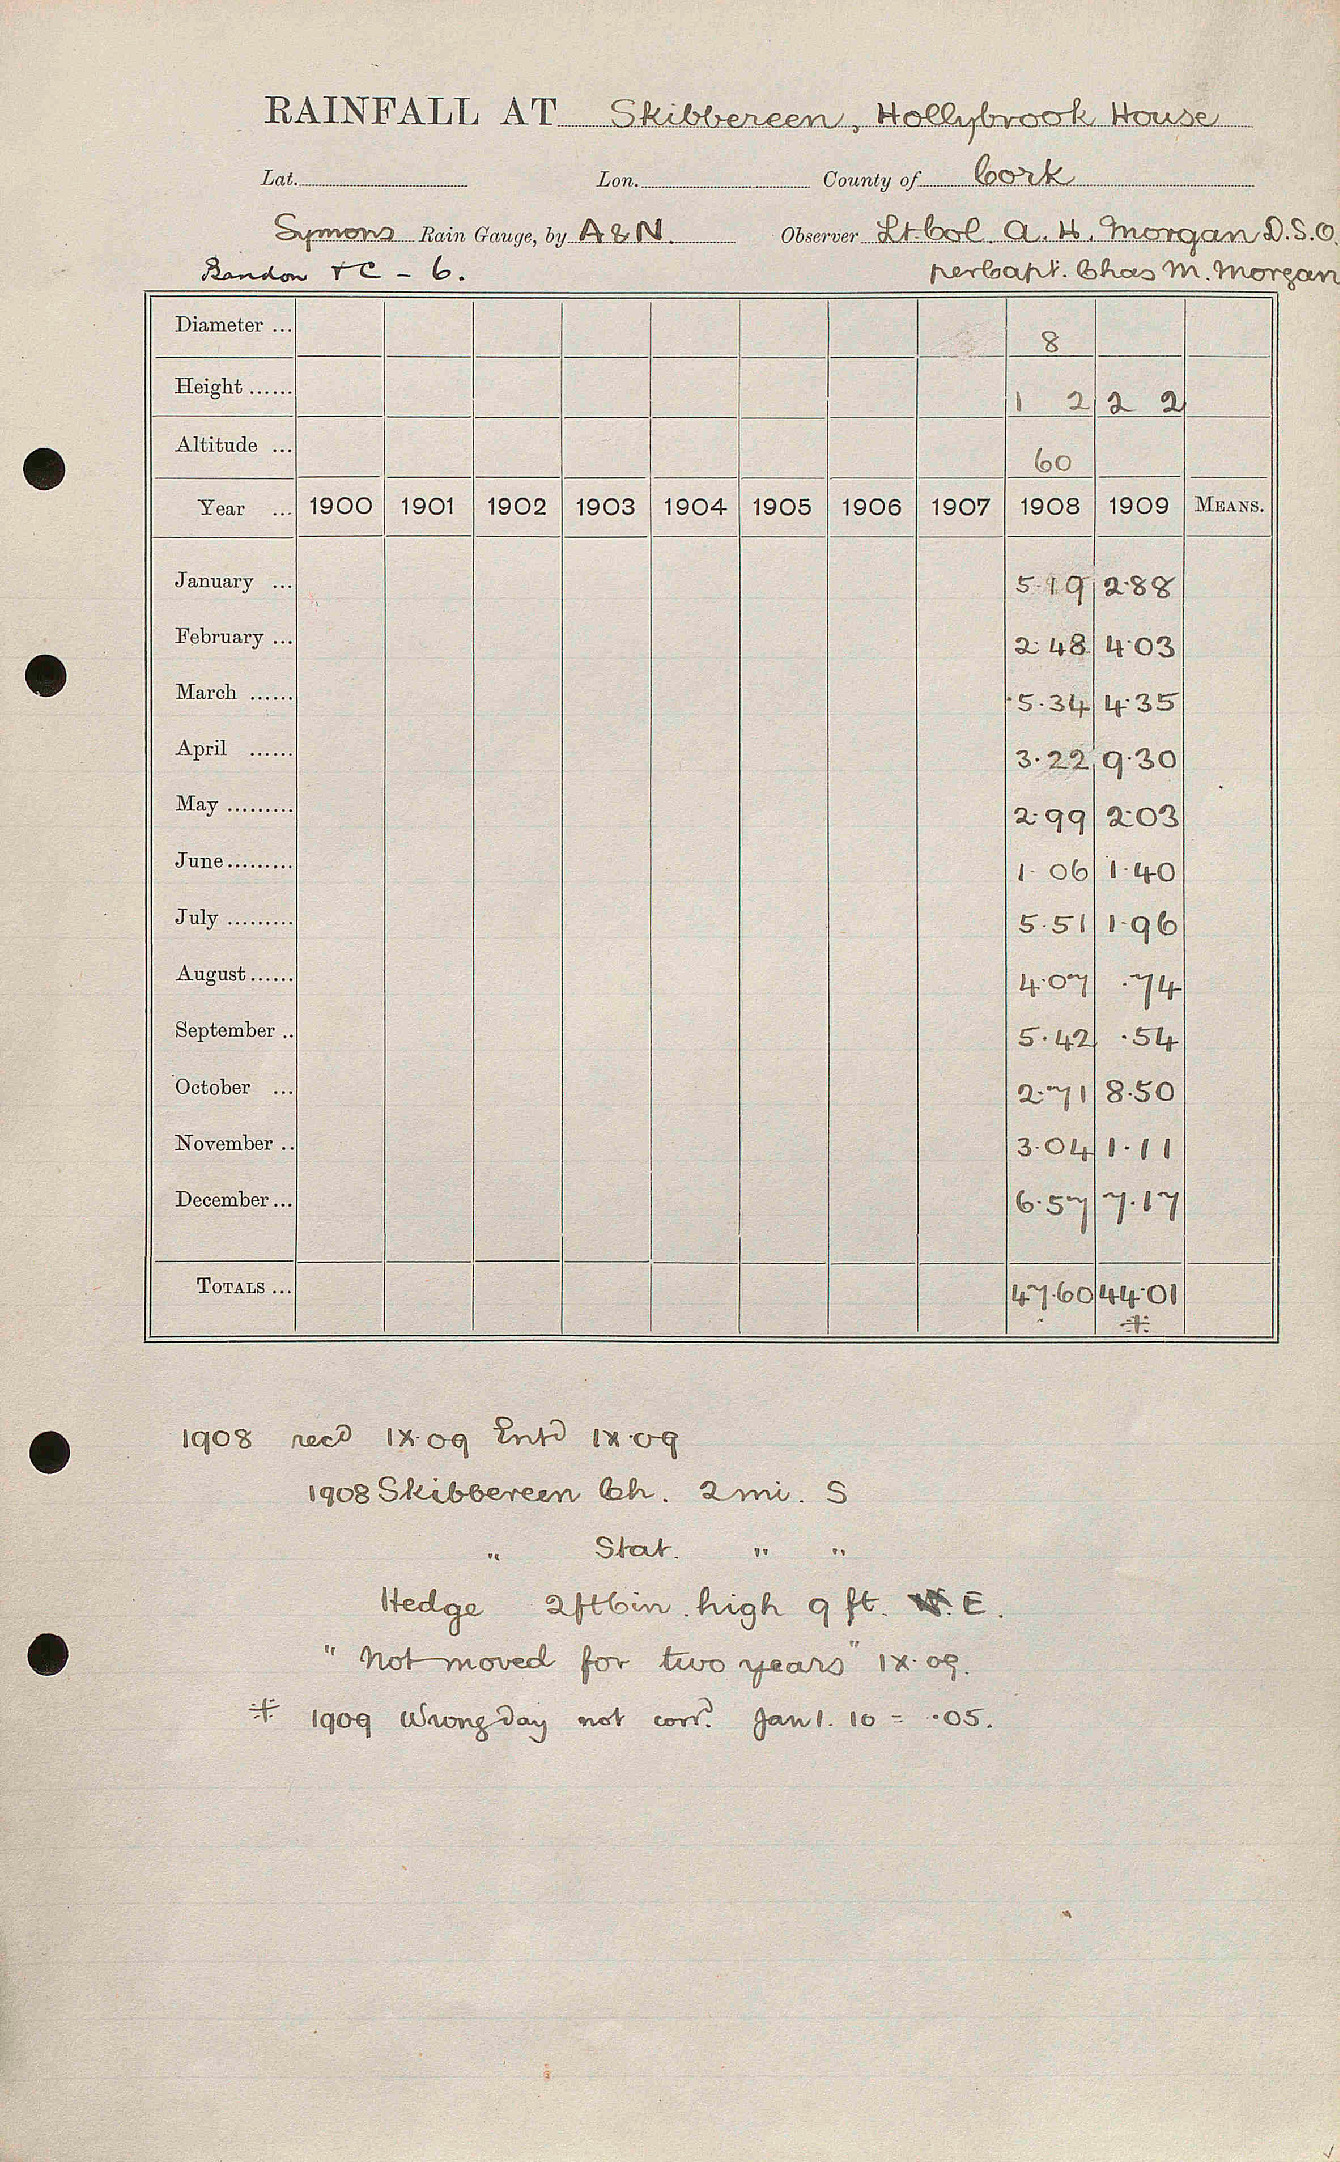 RAINFALL AT Skibbereen, Hollybrook House
Lat. Lon. County of Cork
Symons Rain Gauge, by A & N. Observer Lt. Col. A. H. Morgan D.S.O.
Bandon + C - 6. per Capt. Chas M. Morgan
Diameter ... 8
Height ...... 1 2 2 2
Altitude ... 60
Year ... 1900 1901 1902 1903 1904 1905 1906 1907 1908 1909 MEANS.
January ... 5.19 2.88
February ... 2.48 4.03
March ...... 5.34 4.35
April ...... 3.22 9.30
May ......... 2.99 2.03
June ......... 1.06 1.40
July ......... 5.51 1.96
August ...... 4.07 .74
September .. 5.42 .54
October ... 2.71 8.50
November .. 3.04 1.11
December ... 6.57 7.17
TOTALS ... 47.60 44.01
*
1908 recd IX.09 Entd IX.09
1908 Skibbereen Ch. 2 mi. S
" Stat. " "
Hedge 2ft 6in. high 9 ft. E.
" Not moved for two years " IX.09.
* 1909 Wrong day not corrd. Jan 1. 10 = .05.